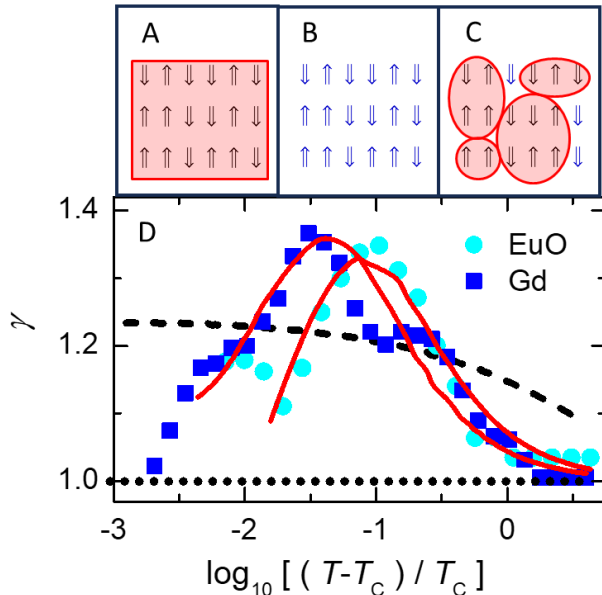 A
B
C
⇓ ⇑ ⇓ ⇓ ⇑ ⇓
⇑ ⇑ ⇓ ⇑ ⇓ ⇓
⇑ ⇑ ⇓ ⇑ ⇑ ⇓
⇓ ⇑ ⇓ ⇓ ⇑ ⇓
⇑ ⇑ ⇓ ⇑ ⇓ ⇓
⇑ ⇑ ⇓ ⇑ ⇑ ⇓
⇓ ⇑ ⇓ ⇓ ⇑ ⇓
⇑ ⇑ ⇓ ⇓ ⇑ ⇓
⇑ ⇑ ⇓ ⇑ ⇑ ⇓
D
EuO
Gd
γ
1.4
1.2
1.0
-3 -2 -1 0
log₁₀ [ ( T-T_C ) / T_C ]